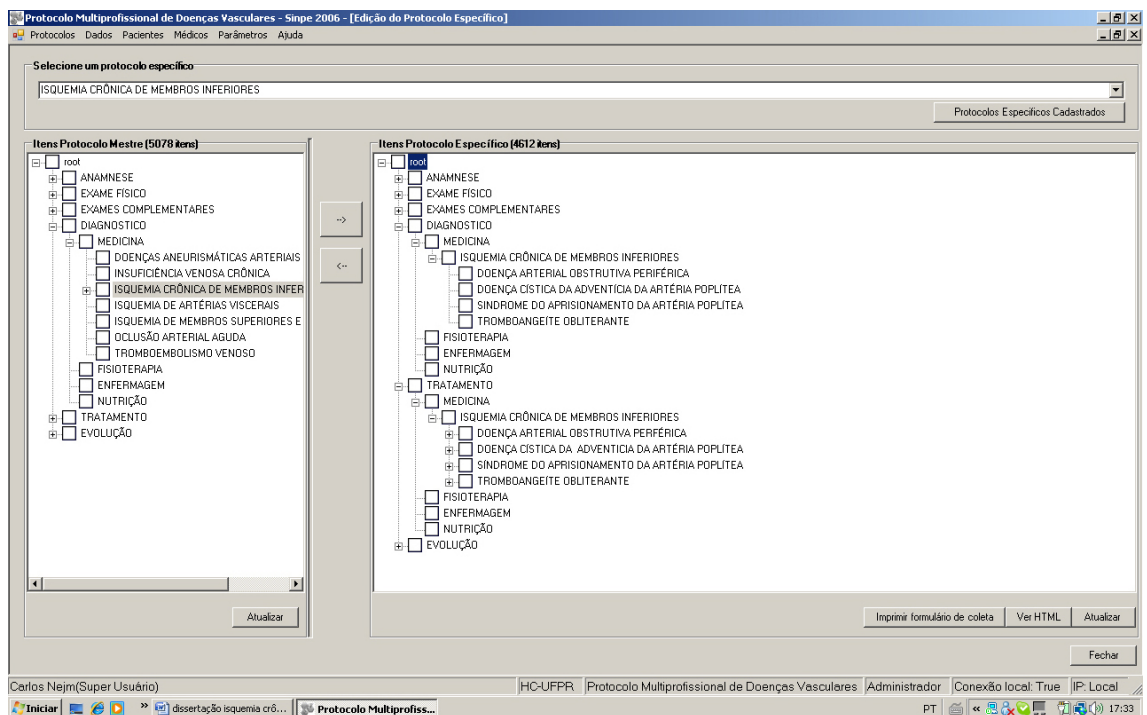 Protocolo Multiprofissional de Doenças Vasculares - Sinpe 2006 - [Edição do Protocolo Específico]
Protocolos Dados Pacientes Médicos Parâmetros Ajuda
Selecione um protocolo específico
ISQUEMIA CRÔNICA DE MEMBROS INFERIORES
Protocolos Especificos Cadastrados
Itens Protocolo Mestre (5078 itens)
root
ANAMNESE
EXAME FÍSICO
EXAMES COMPLEMENTARES
DIAGNOSTICO
MEDICINA
DOENÇAS ANEURISMÁTICAS ARTERIAIS
INSUFICIÊNCIA VENOSA CRÔNICA
ISQUEMIA CRÔNICA DE MEMBROS INFER
ISQUEMIA DE ARTÉRIAS VISCERAIS
ISQUEMIA DE MEMBROS SUPERIORES E
OCLUSÃO ARTERIAL AGUDA
TROMBOEMBOLISMO VENOSO
FISIOTERAPIA
ENFERMAGEM
NUTRIÇÃO
TRATAMENTO
EVOLUÇÃO
Atualizar
-->
<--
Itens Protocolo Específico (4612 itens)
root
ANAMNESE
EXAME FÍSICO
EXAMES COMPLEMENTARES
DIAGNOSTICO
MEDICINA
ISQUEMIA CRÔNICA DE MEMBROS INFERIORES
DOENÇA ARTERIAL OBSTRUTIVA PERIFÉRICA
DOENÇA CÍSTICA DA ADVENTÍCIA DA ARTÉRIA POPLÍTEA
SINDROME DO APRISIONAMENTO DA ARTÉRIA POPLÍTEA
TROMBOANGEÍTE OBLITERANTE
FISIOTERAPIA
ENFERMAGEM
NUTRIÇÃO
TRATAMENTO
MEDICINA
ISQUEMIA CRÔNICA DE MEMBROS INFERIORES
DOENÇA ARTERIAL OBSTRUTIVA PERFÉRICA
DOENÇA CÍSTICA DA ADVENTICIA DA ARTÉRIA POPLÍTEA
SÍNDROME DO APRISIONAMENTO DA ARTÉRIA POPLÍTEA
TROMBOANGEÍTE OBLITERANTE
FISIOTERAPIA
ENFERMAGEM
NUTRIÇÃO
EVOLUÇÃO
Imprimir formulário de coleta Ver HTML Atualizar
Fechar
Carlos Nejm(Super Usuário) HC-UFPR Protocolo Multiprofissional de Doenças Vasculares Administrador Conexão local: True IP: Local
Iniciar » dissertação isquemia crô... Protocolo Multiprofiss... PT « 17:33